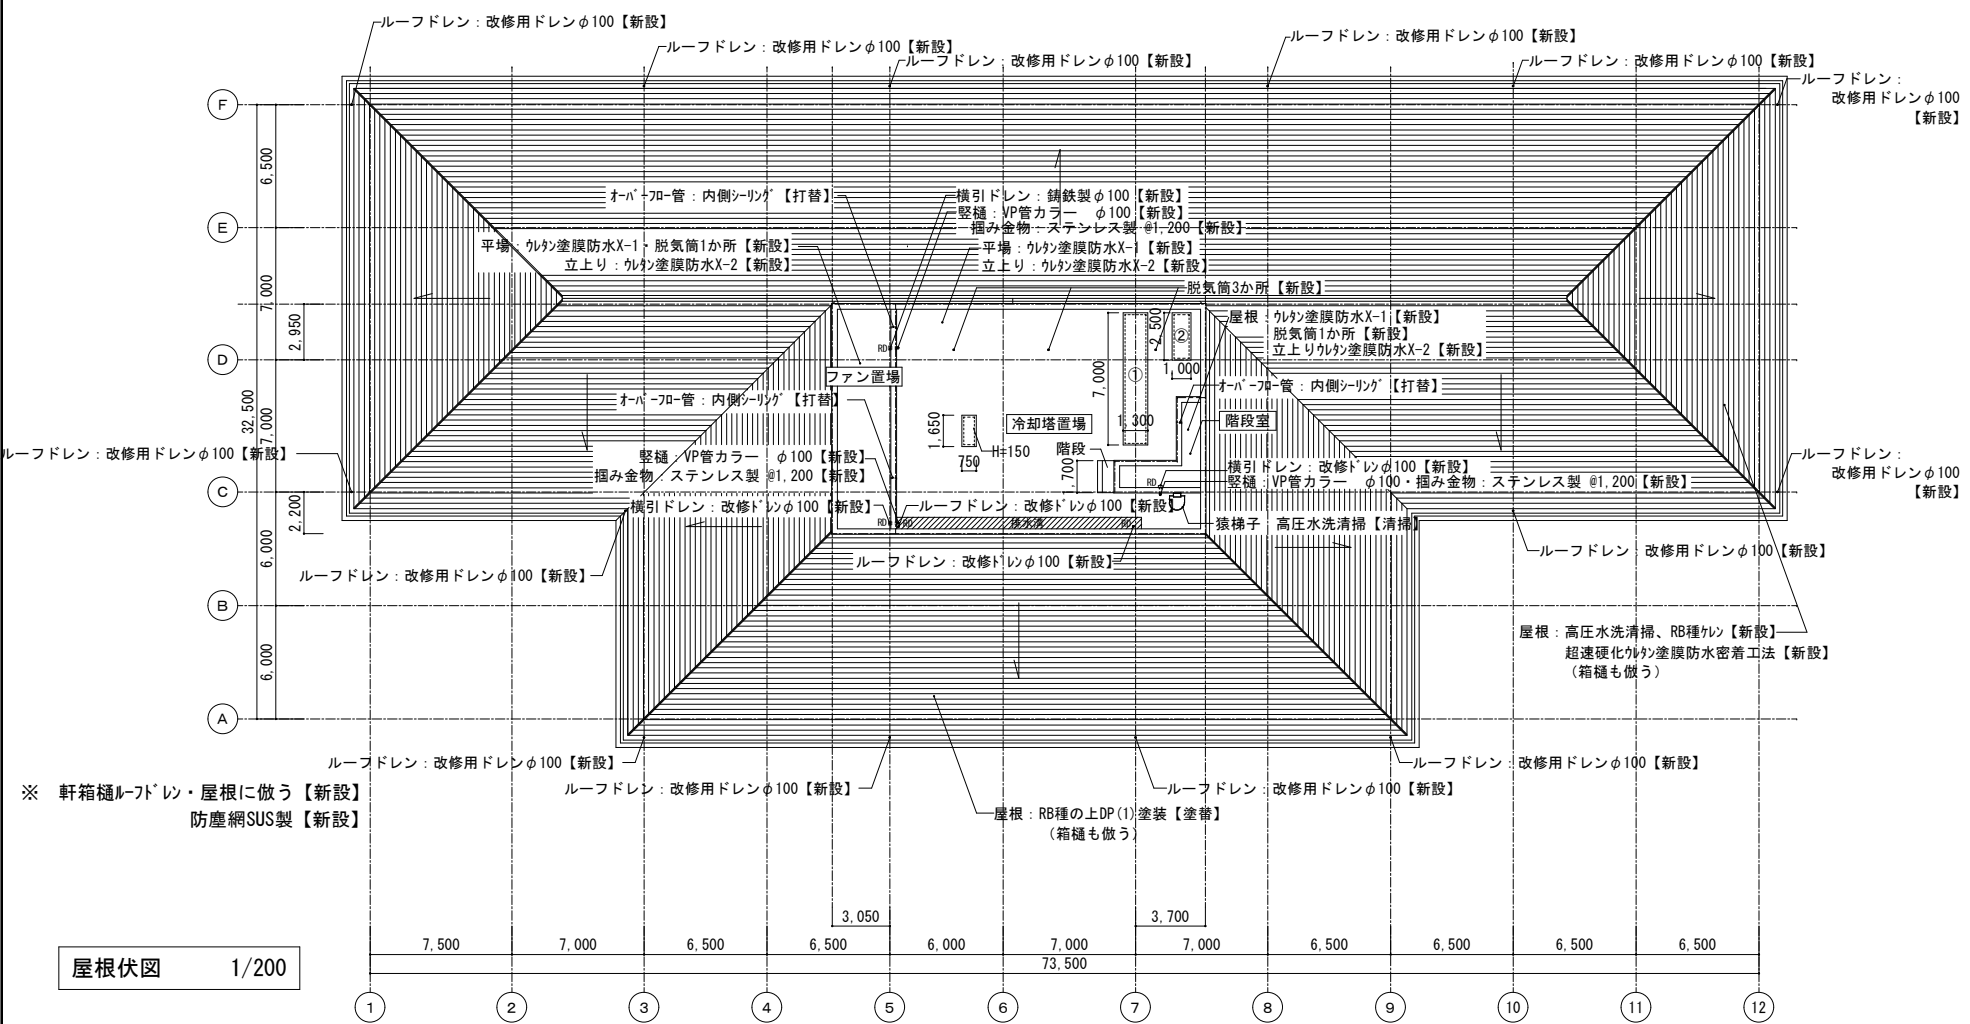 ルーフドレン：改修用ドレンφ100【新設】
ルーフドレン：改修用ドレンφ100【新設】
ルーフドレン：改修用ドレンφ100【新設】
ルーフドレン：改修用ドレンφ100【新設】
ルーフドレン：改修用ドレンφ100【新設】
ルーフドレン：
改修用ドレンφ100
【新設】
F
E
D
C
B
A
6,500
7,000
2,950
32,500
7,000
2,200
6,000
6,000
ｵｰﾊﾞｰﾌﾛｰ管：内側ｼｰﾘﾝｸﾞ【打替】
平場：ｳﾚﾀﾝ塗膜防水X-1・脱気筒1か所【新設】
立上り：ｳﾚﾀﾝ塗膜防水X-2【新設】
横引ドレン：鋳鉄製φ100【新設】
竪樋：VP管カラー　φ100【新設】
掴み金物：ステンレス製 @1,200【新設】
平場：ｳﾚﾀﾝ塗膜防水X-1【新設】
立上り：ｳﾚﾀﾝ塗膜防水X-2【新設】
脱気筒3か所【新設】
屋根：ｳﾚﾀﾝ塗膜防水X-1【新設】
脱気筒1か所【新設】
立上りｳﾚﾀﾝ塗膜防水X-2【新設】
2,500
②
1,000
7,000
①
1,300
RD
ファン置場
ｵｰﾊﾞｰﾌﾛｰ管：内側ｼｰﾘﾝｸﾞ【打替】
ｵｰﾊﾞｰﾌﾛｰ管：内側ｼｰﾘﾝｸﾞ【打替】
冷却塔置場
階段室
1,650
750
H=150
階段
,700
ルーフドレン：改修用ドレンφ100【新設】
竪樋：VP管カラー　φ100【新設】
掴み金物：ステンレス製 @1,200【新設】
横引ドレン：改修ﾄﾞﾚﾝφ100【新設】
横引ドレン：改修ﾄﾞﾚﾝφ100【新設】
竪樋：VP管カラー　φ100・掴み金物：ステンレス製 @1,200【新設】
RD
ルーフドレン：改修ﾄﾞﾚﾝφ100【新設】
RD
RD
排水溝
RD
猿梯子　高圧水洗清掃【清掃】
ルーフドレン：改修ﾄﾞﾚﾝφ100【新設】
ルーフドレン：
改修用ドレンφ100
【新設】
ルーフドレン：改修用ドレンφ100【新設】
ルーフドレン：改修用ドレンφ100【新設】
屋根：高圧水洗清掃、RB種ｹﾚﾝ【新設】
超速硬化ｳﾚﾀﾝ塗膜防水密着工法【新設】
（箱樋も倣う）
ルーフドレン：改修用ドレンφ100【新設】
ルーフドレン：改修用ドレンφ100【新設】
ルーフドレン：改修用ドレンφ100【新設】
ルーフドレン：改修用ドレンφ100【新設】
屋根：RB種の上DP(1)塗装【塗替】
（箱樋も倣う）
※　軒箱樋ﾙｰﾌﾄﾞﾚﾝ・屋根に倣う【新設】
防塵網SUS製【新設】
3,050
3,700
7,500
7,000
6,500
6,500
6,000
7,000
7,000
6,500
6,500
6,500
6,500
73,500
屋根伏図　1/200
1
2
3
4
5
6
7
8
9
10
11
12